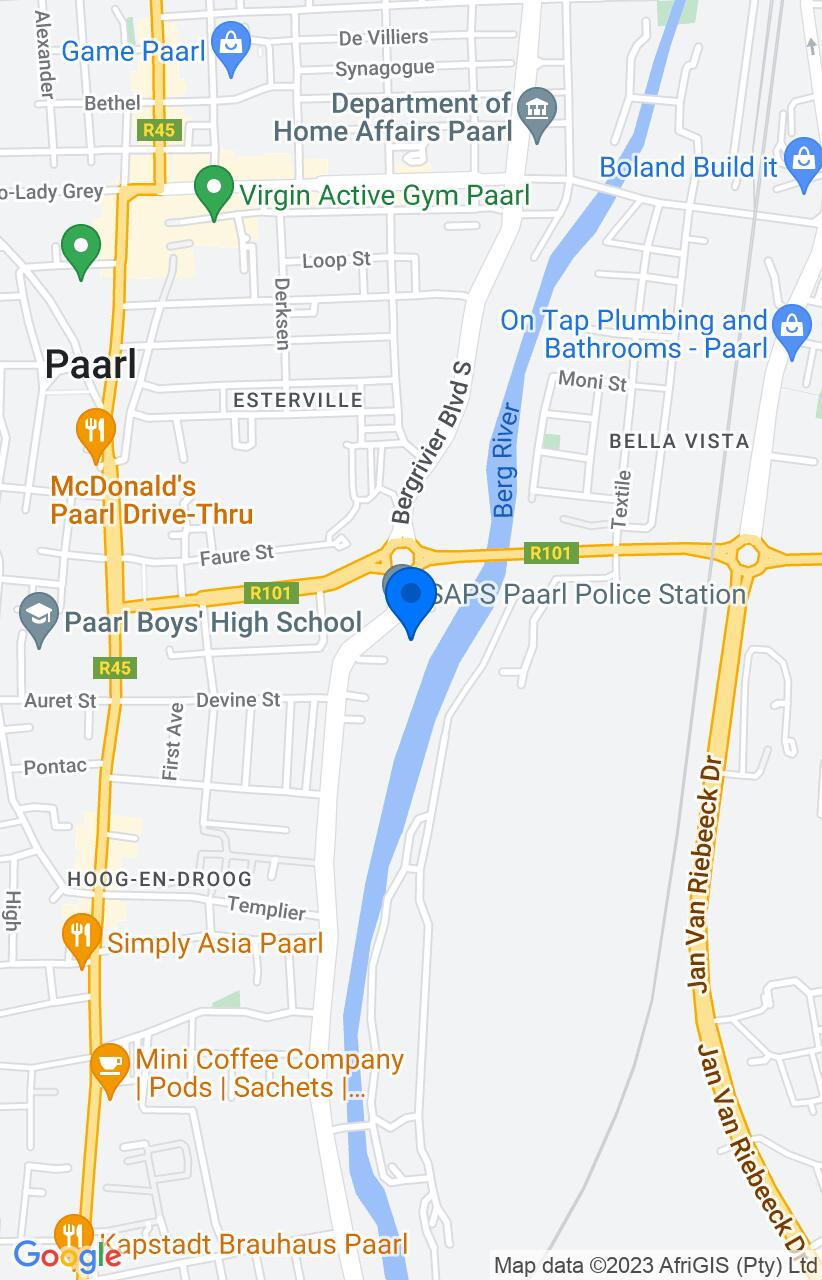 Alexander
De Villiers
Game Paarl
Synagogue
Bethel
Department of
Home Affairs Paarl
R45
Boland Build it
o-Lady Grey
Virgin Active Gym Paarl
Loop St
Derksen
On Tap Plumbing and
Bathrooms - Paarl
Paarl
Moni St
ESTERVILLE
Bergrivier Blvd S
Berg River
BELLA VISTA
McDonald's
Paarl Drive-Thru
Textile
Faure St
R101
R101
SAPS Paarl Police Station
Paarl Boys' High School
R45
Auret St
Devine St
First Ave
Pontac
Jan Van Riebeeck Dr
HOOG-EN-DROOG
High
Templier
Simply Asia Paarl
Mini Coffee Company
| Pods | Sachets |...
Jan Van Riebeeck Dr
Kapstadt Brauhaus Paarl
Google
Map data ©2023 AfriGIS (Pty) Ltd